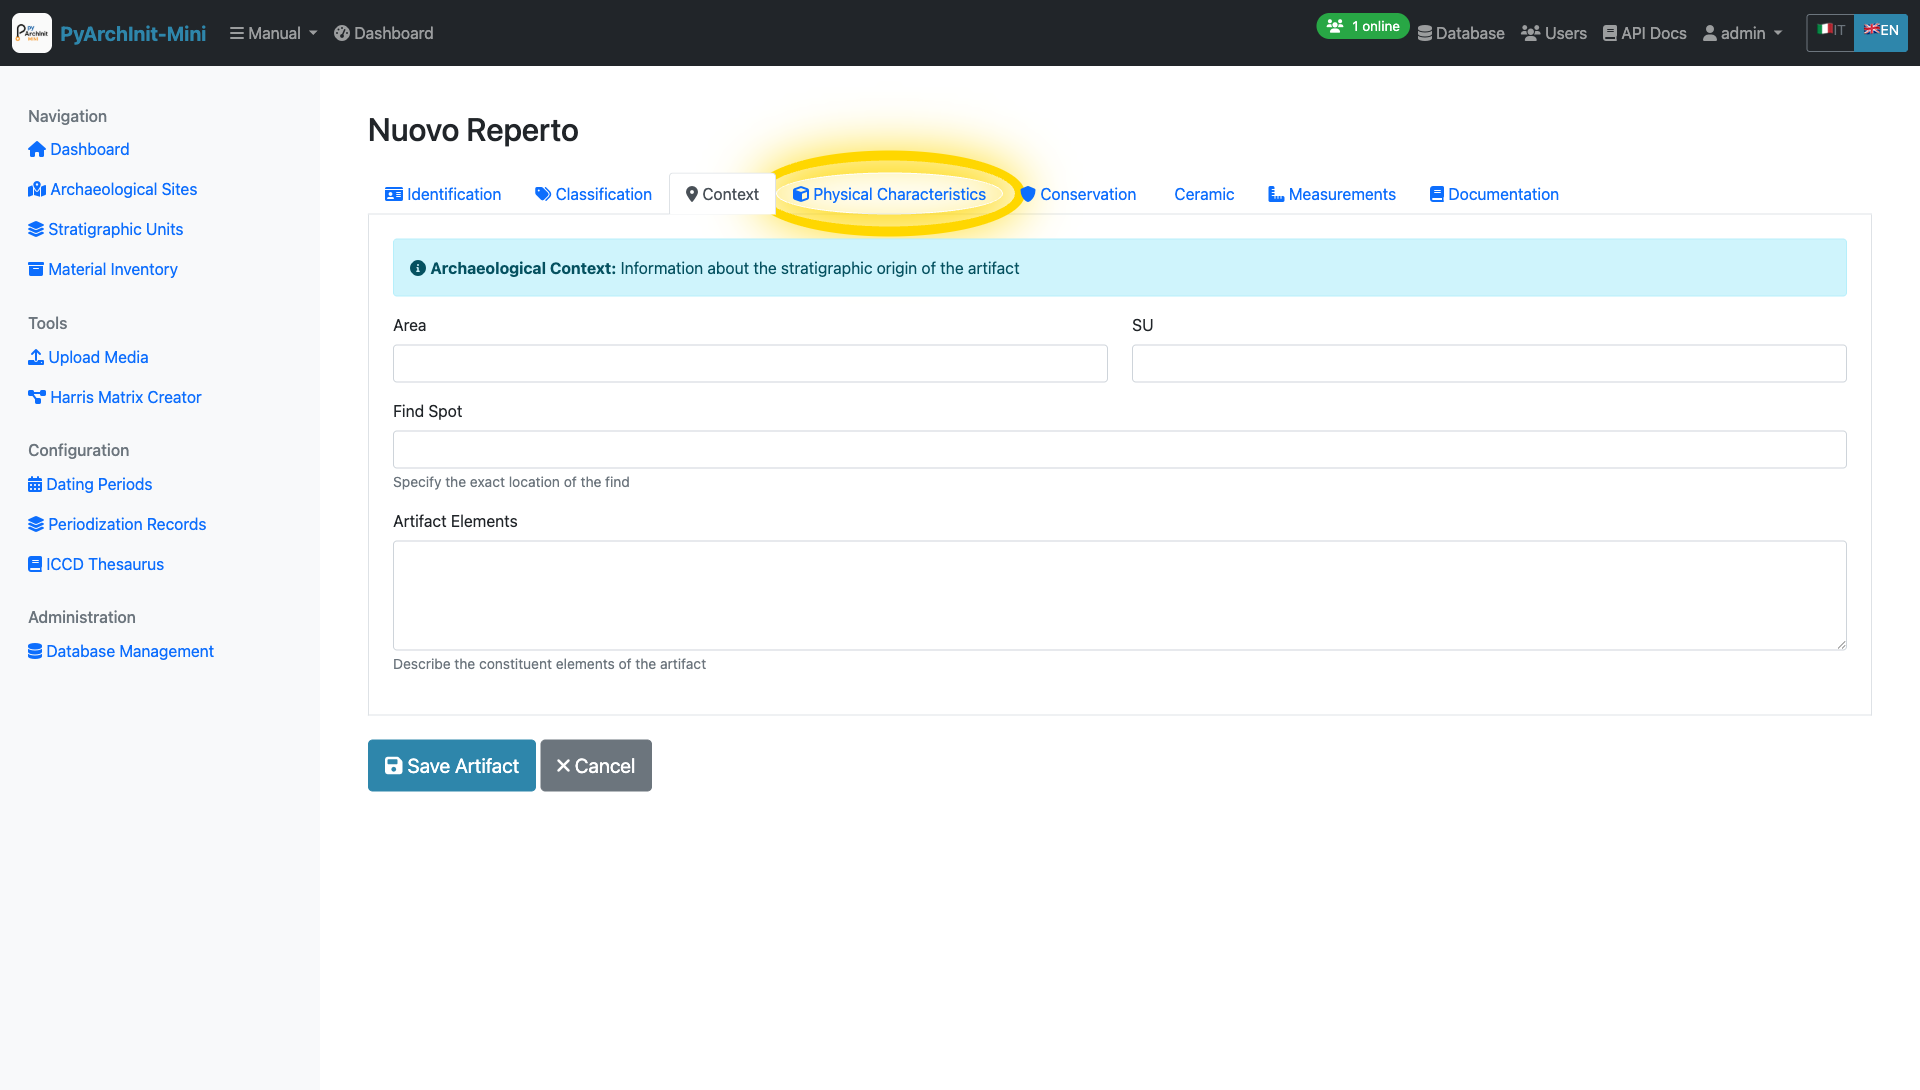 PyArchInit-Mini
Manual
Dashboard
1 online
Database
Users
API Docs
admin
IT
EN
Navigation
Dashboard
Archaeological Sites
Stratigraphic Units
Material Inventory
Tools
Upload Media
Harris Matrix Creator
Configuration
Dating Periods
Periodization Records
ICCD Thesaurus
Administration
Database Management
Nuovo Reperto
Identification
Classification
Context
Physical Characteristics
Conservation
Ceramic
Measurements
Documentation
Archaeological Context: Information about the stratigraphic origin of the artifact
Area
SU
Find Spot
Specify the exact location of the find
Artifact Elements
Describe the constituent elements of the artifact
Save Artifact
Cancel